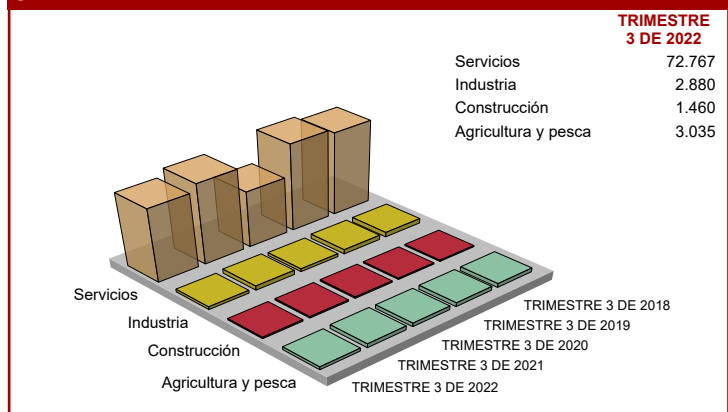 TRIMESTRE
3 DE 2022
Servicios 72.767
Industria 2.880
Construcción 1.460
Agricultura y pesca 3.035
Servicios
Industria
Construcción
Agricultura y pesca
TRIMESTRE 3 DE 2018
TRIMESTRE 3 DE 2019
TRIMESTRE 3 DE 2020
TRIMESTRE 3 DE 2021
TRIMESTRE 3 DE 2022